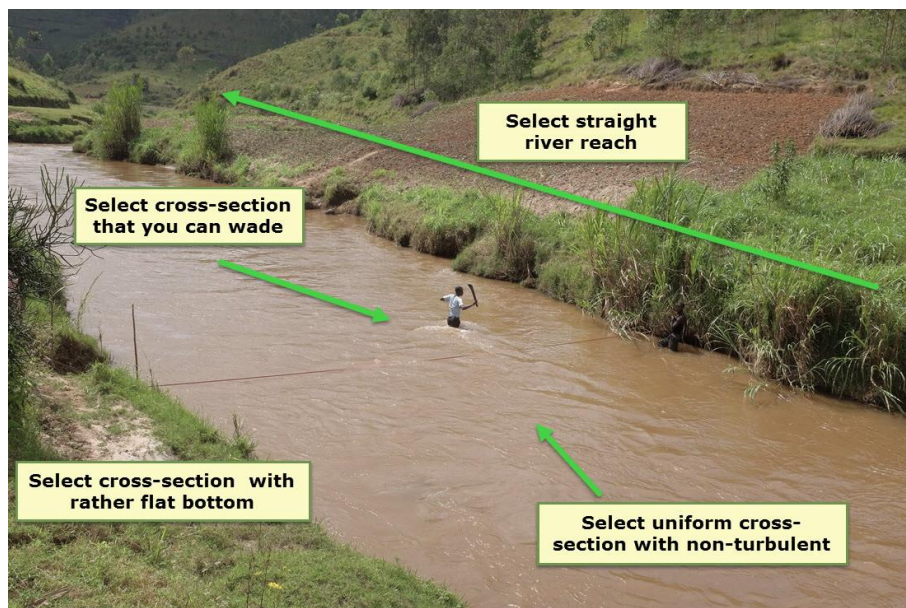 Select straight
river reach
Select cross-section
that you can wade
Select cross-section with
rather flat bottom
Select uniform cross-
section with non-turbulent